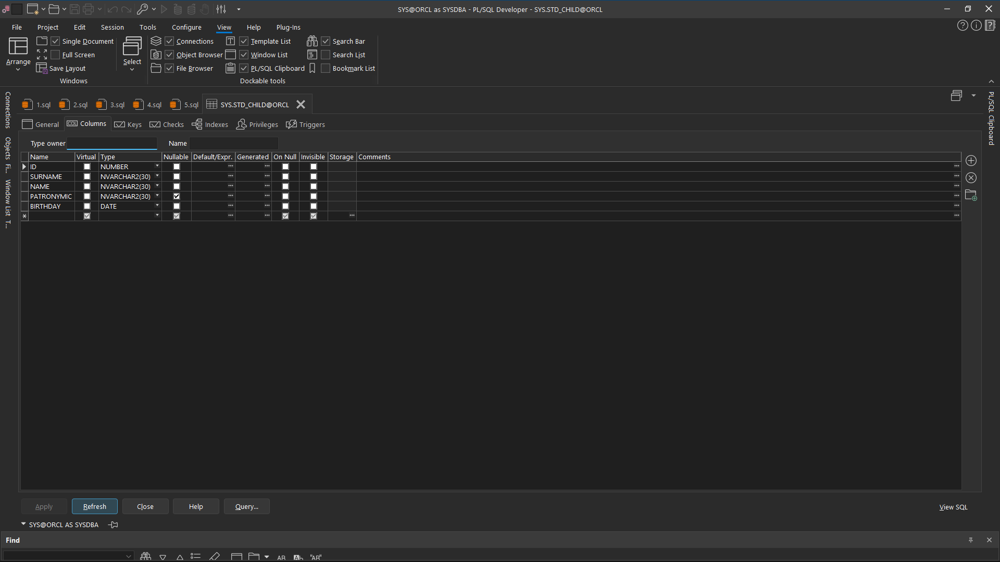 SYS@ORCL as SYSDBA - PL/SQL Developer - SYS.STD_CHILD@ORCL
File Project Edit Session Tools Configure View Help Plug-Ins
Single Document Connections Template List Search Bar
Full Screen Object Browser Window List Search List
Arrange Select
Save Layout File Browser PL/SQL Clipboard Bookmark List
Windows Dockable tools
Connections
Objects
Fi...
Window List
T...
PL/SQL Clipboard
1.sql 2.sql 3.sql 4.sql 5.sql SYS.STD_CHILD@ORCL
General COL Columns Keys Checks Indexes Privileges Triggers
Type owner Name
Name Virtual Type Nullable Default/Expr. Generated On Null Invisible Storage Comments
ID NUMBER
SURNAME NVARCHAR2(30)
NAME NVARCHAR2(30)
PATRONYMIC NVARCHAR2(30)
BIRTHDAY DATE
Apply Refresh Close Help Query... View SQL
SYS@ORCL AS SYSDBA
Find
AB Ab "AB"